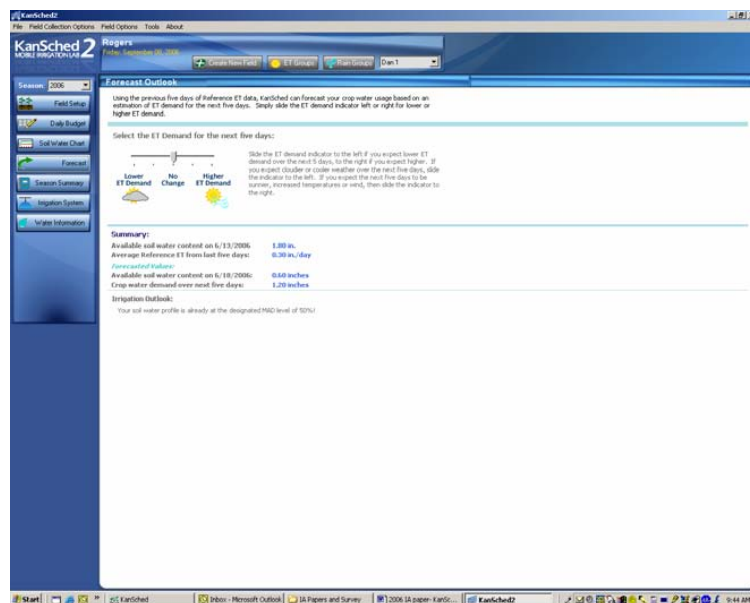 KanSched2
File Field Collection Options Field Options Tools About
KanSched 2
MOBILE IRRIGATION LAB
Rogers
Friday, September 08, 2006
Create New Field ET Groups Rain Groups Dan 1
Season: 2006
Field Setup
Daily Budget
Soil Water Chart
Forecast
Season Summary
Irrigation System
Water Information
Forecast Outlook
Using the previous five days of Reference ET data, KanSched can forecast your crop water usage based on an
estimation of ET demand for the next five days. Simply slide the ET demand indicator left or right for lower or
higher ET demand.
Select the ET Demand for the next five days:
Lower
ET Demand
No
Change
Higher
ET Demand
Slide the ET demand indicator to the left if you expect lower ET
demand over the next 5 days, to the right if you expect higher. If
you expect cloudier or cooler weather over the next five days, slide
the indicator to the left. If you expect the next five days to be
sunnier, increased temperatures or wind, then slide the indicator to
the right.
Summary:
Available soil water content on 6/13/2006 1.80 in.
Average Reference ET from last five days: 0.30 in./day
Forecasted Values:
Available soil water content on 6/18/2006: 0.60 inches
Crop water demand over next five days: 1.20 inches
Irrigation Outlook:
Your soil water profile is already at the designated MAD level of 50%!
Start KanSched Inbox - Microsoft Outlook IA Papers and Survey 2006 IA paper- KanSc... KanSched2 9:44 AM